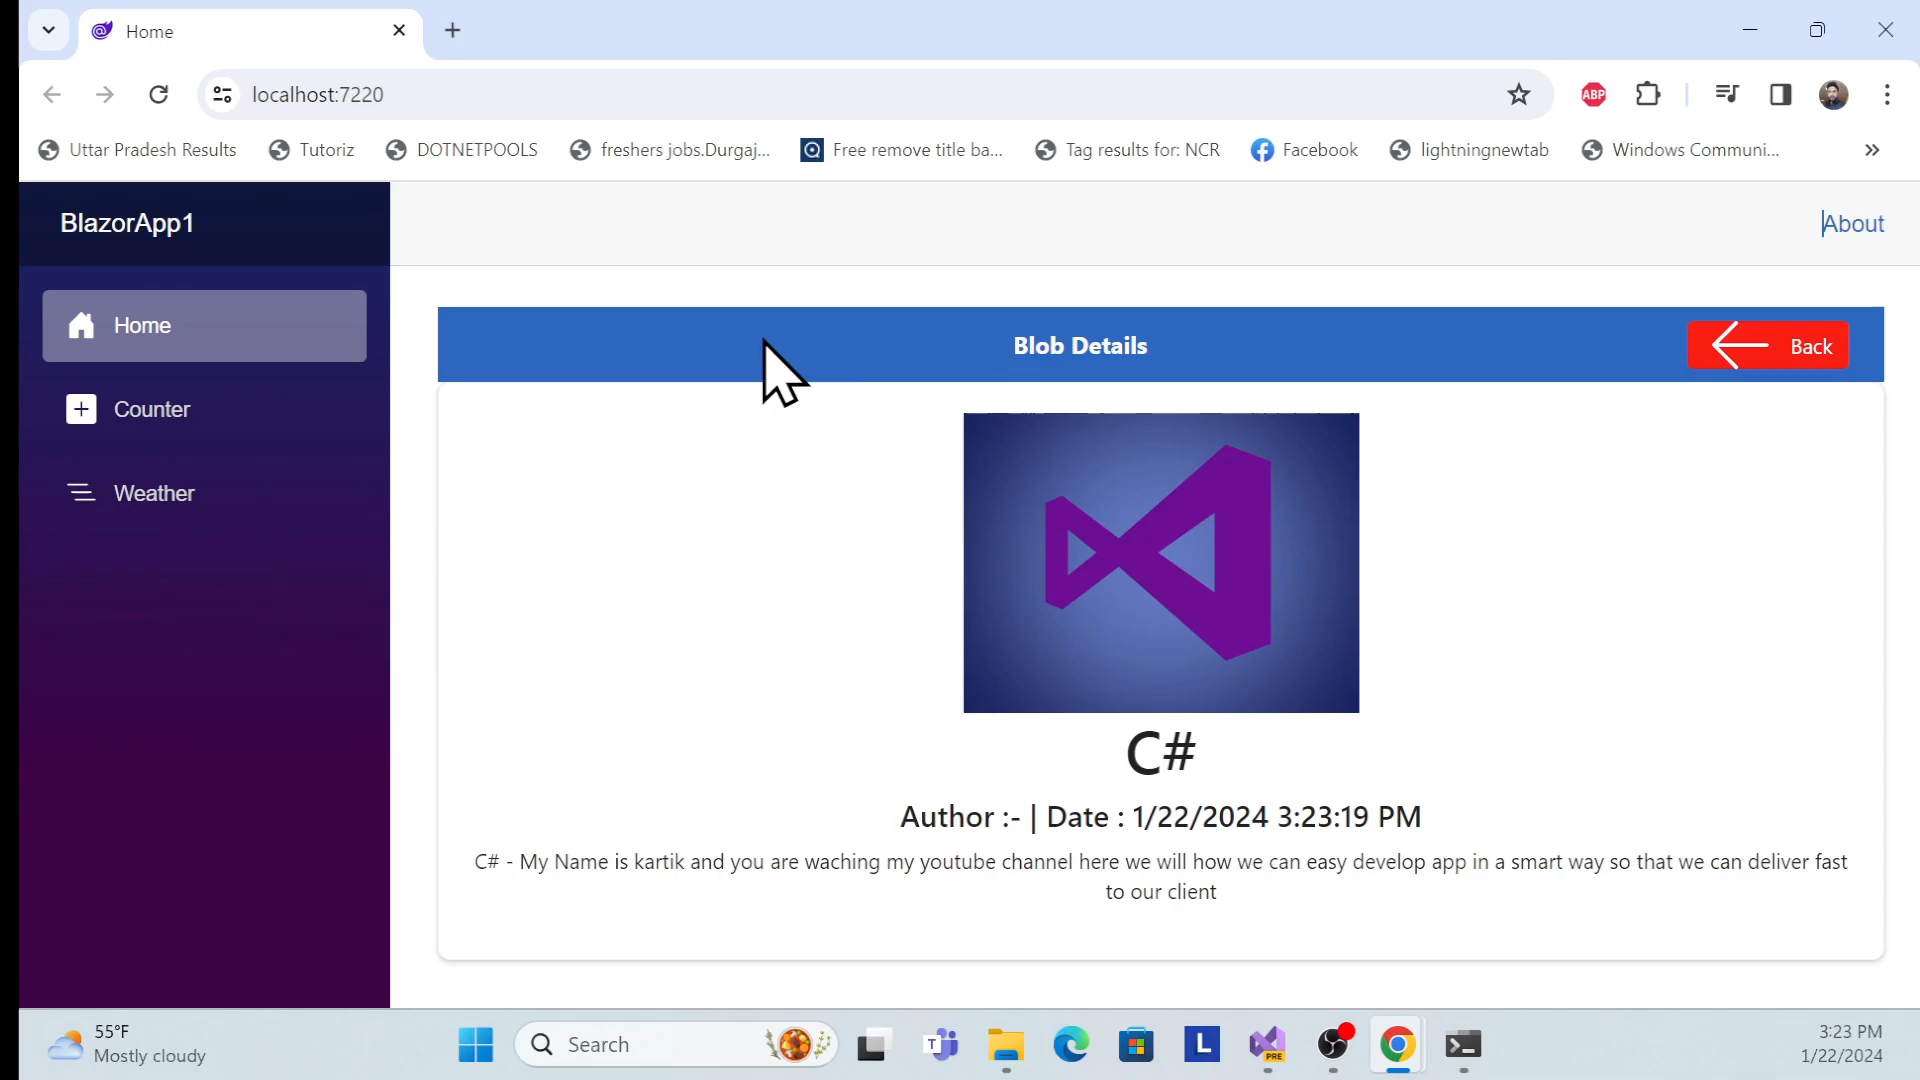 Home
localhost:7220
ABP
Uttar Pradesh Results
Tutoriz
DOTNETPOOLS
freshers jobs.Durgaj...
Free remove title ba...
Tag results for: NCR
Facebook
lightningnewtab
Windows Communi...
BlazorApp1
About
Home
Counter
Weather
Blob Details
Back
C#
Author :- | Date : 1/22/2024 3:23:19 PM
C# - My Name is kartik and you are waching my youtube channel here we will how we can easy develop app in a smart way so that we can deliver fast
to our client
55°F
Mostly cloudy
Search
T
L
PRE
3:23 PM
1/22/2024